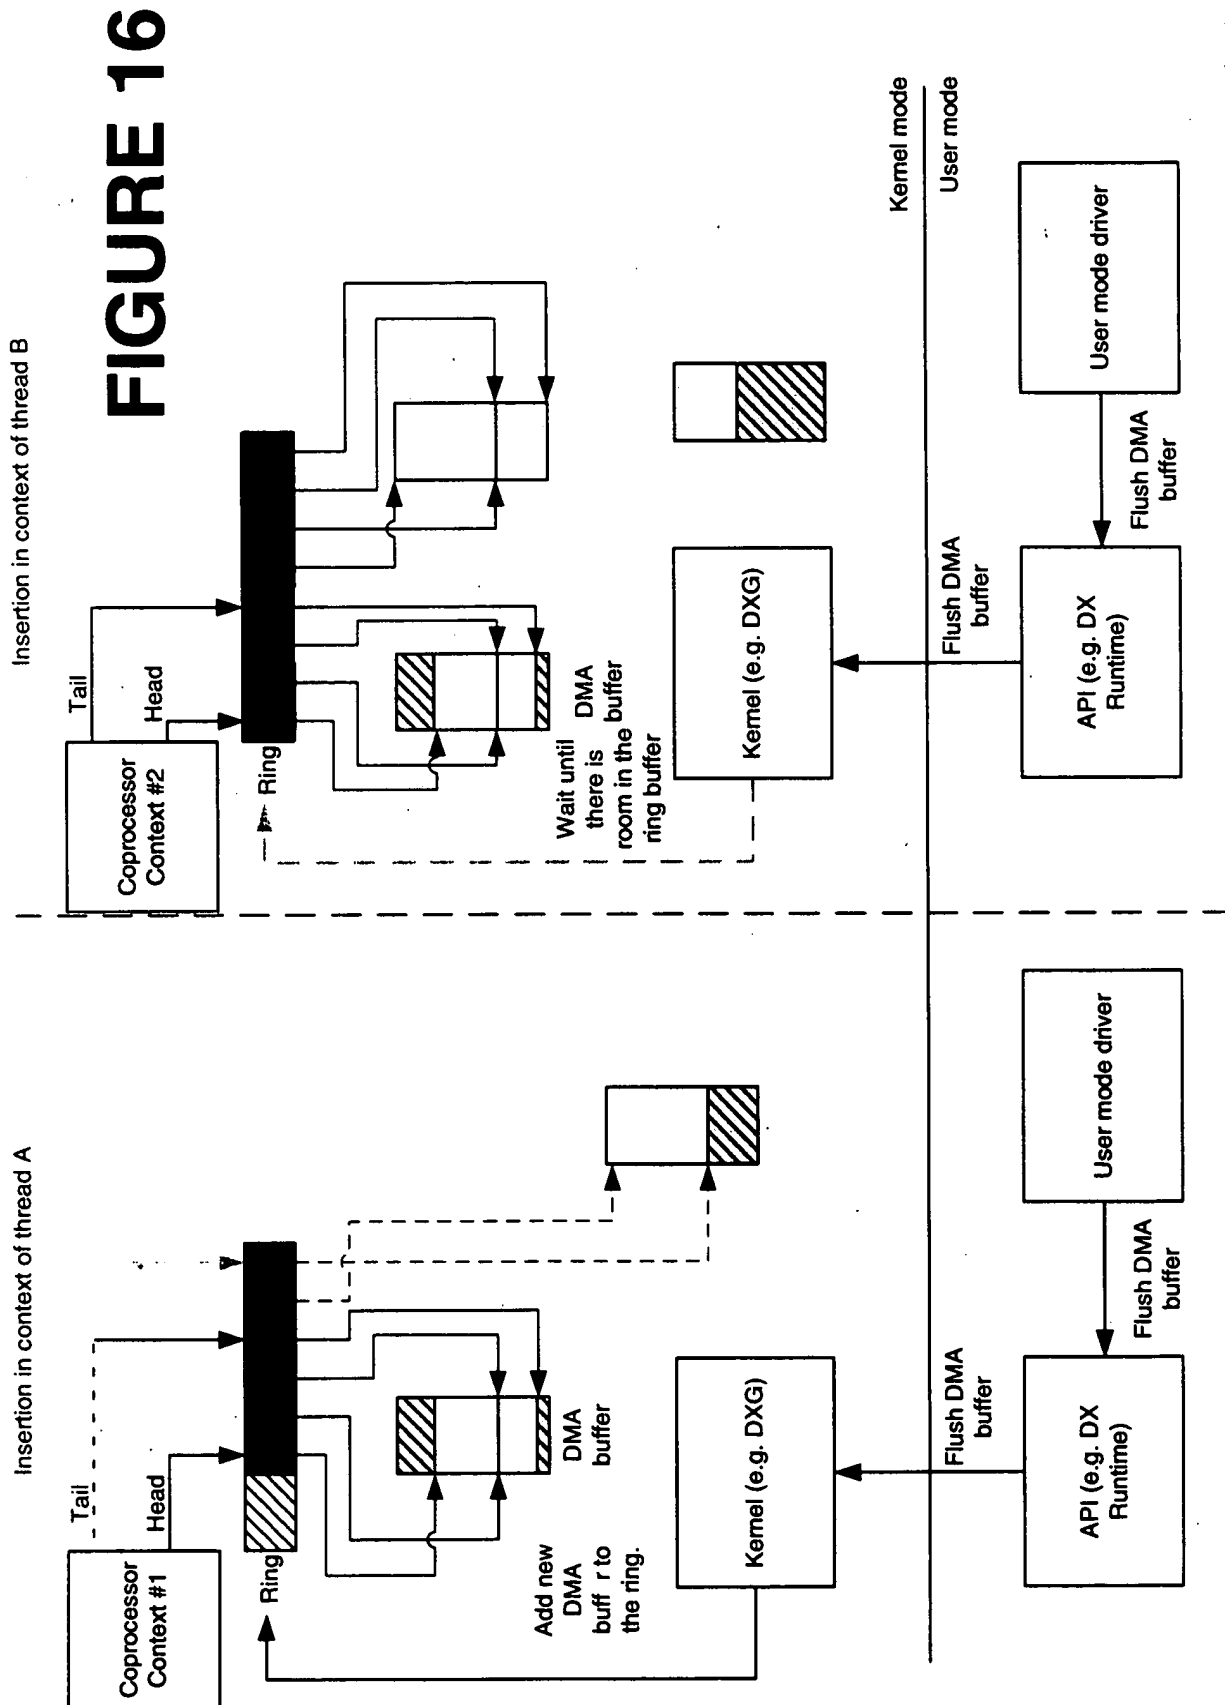 Insertion in context of thread A
Insertion in context of thread B
FIGURE 16
Coprocessor
Context #1
Tail
Head
Ring
DMA
buffer
Add new
DMA
buff r to
the ring.
Kernel (e.g. DXG)
Flush DMA
buffer
API (e.g. DX
Runtime)
Flush DMA
buffer
User mode driver
Coprocessor
Context #2
Tail
Head
Ring
DMA
buffer
Wait until
there is
room in the
ring buffer
Kernel (e.g. DXG)
Kernel mode
User mode
Flush DMA
buffer
API (e.g. DX
Runtime)
Flush DMA
buffer
User mode driver